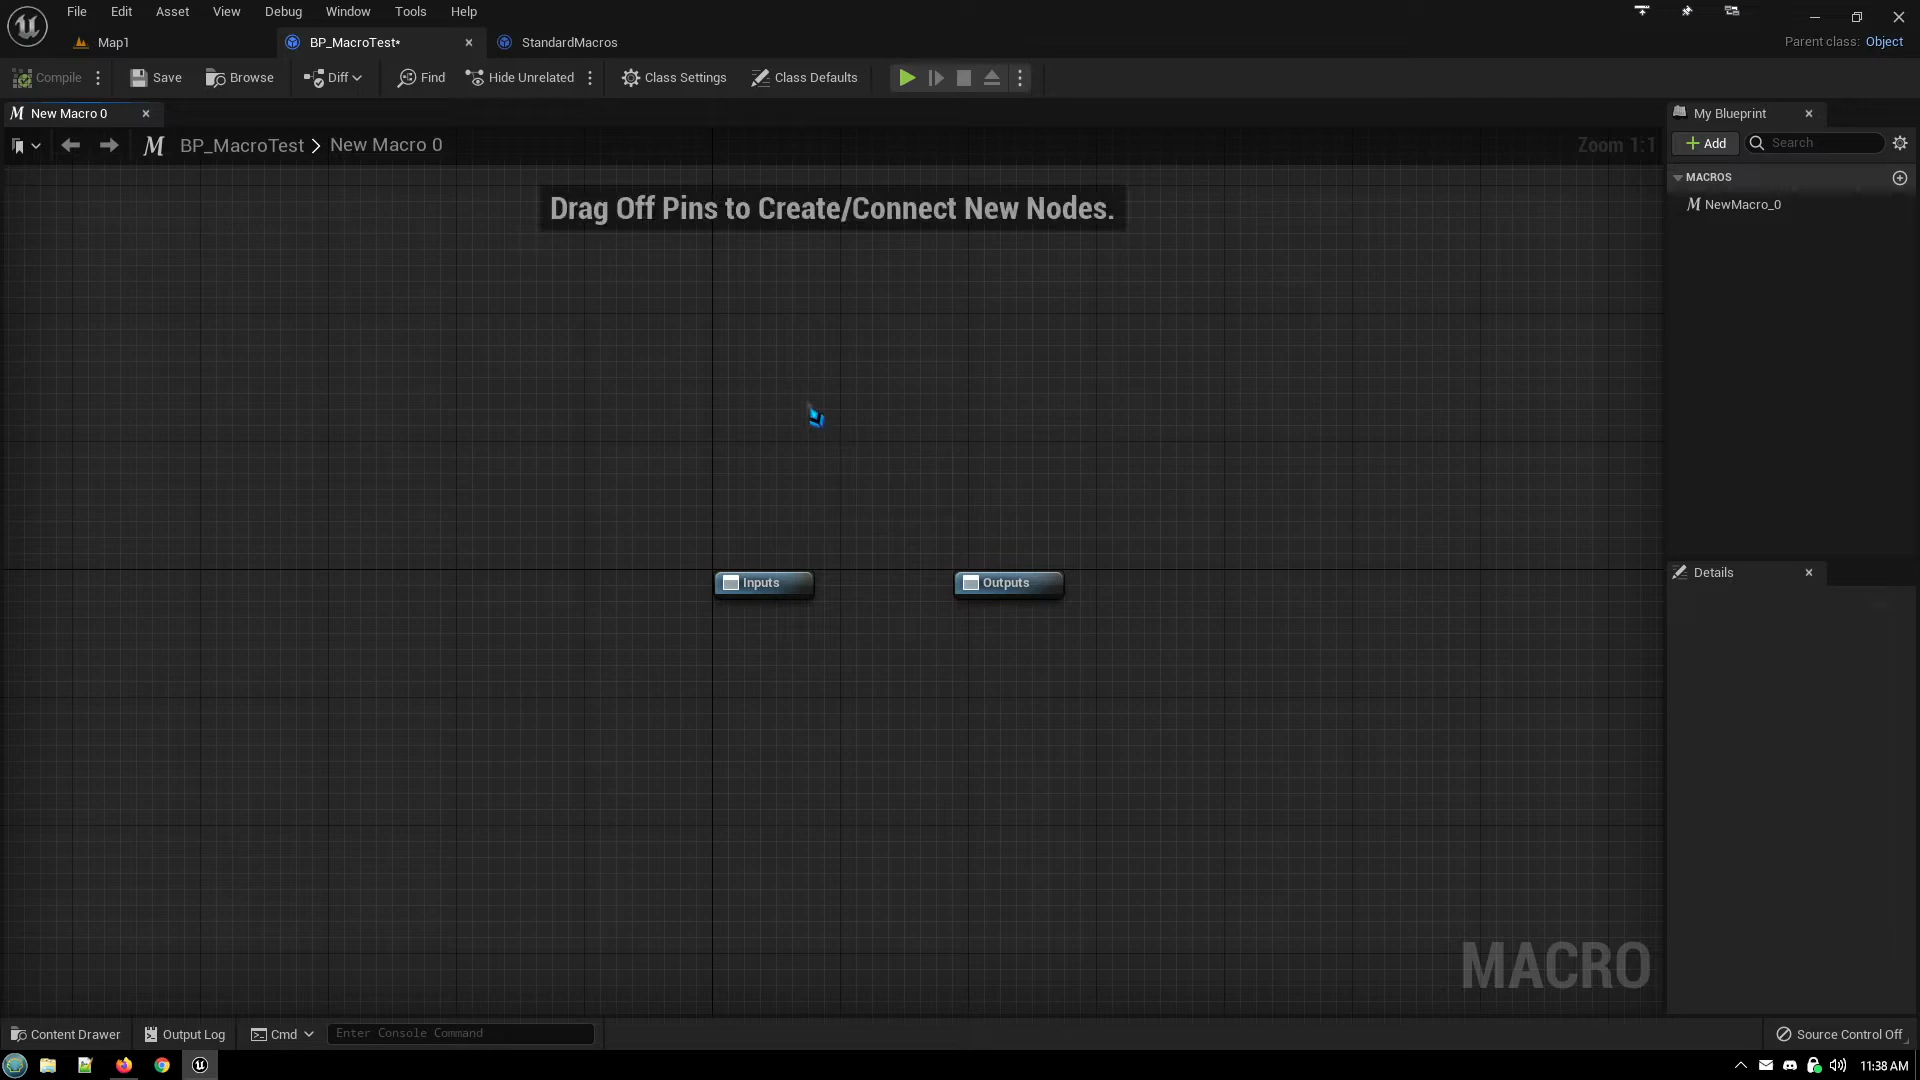 File Edit Asset View Debug Window Tools Help
Map1
BP_MacroTest*
StandardMacros
Parent class: Object
Compile
Save
Browse
Diff
Find
Hide Unrelated
Class Settings
Class Defaults
New Macro 0
My Blueprint
BP_MacroTest > New Macro 0
Zoom 1:1
+ Add
Search
MACROS
NewMacro_0
Drag Off Pins to Create/Connect New Nodes.
Inputs
Outputs
Details
MACRO
Content Drawer
Output Log
Cmd
Enter Console Command
Source Control Off
11:38 AM